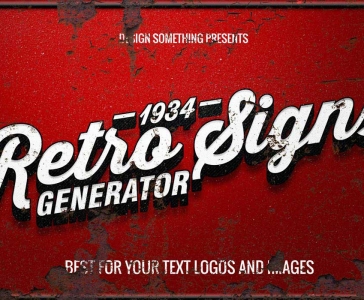 DESIGN SOMETHING PRESENTS
1934
Retro Signs
GENERATOR
BEST FOR YOUR TEXT LOGOS AND IMAGES